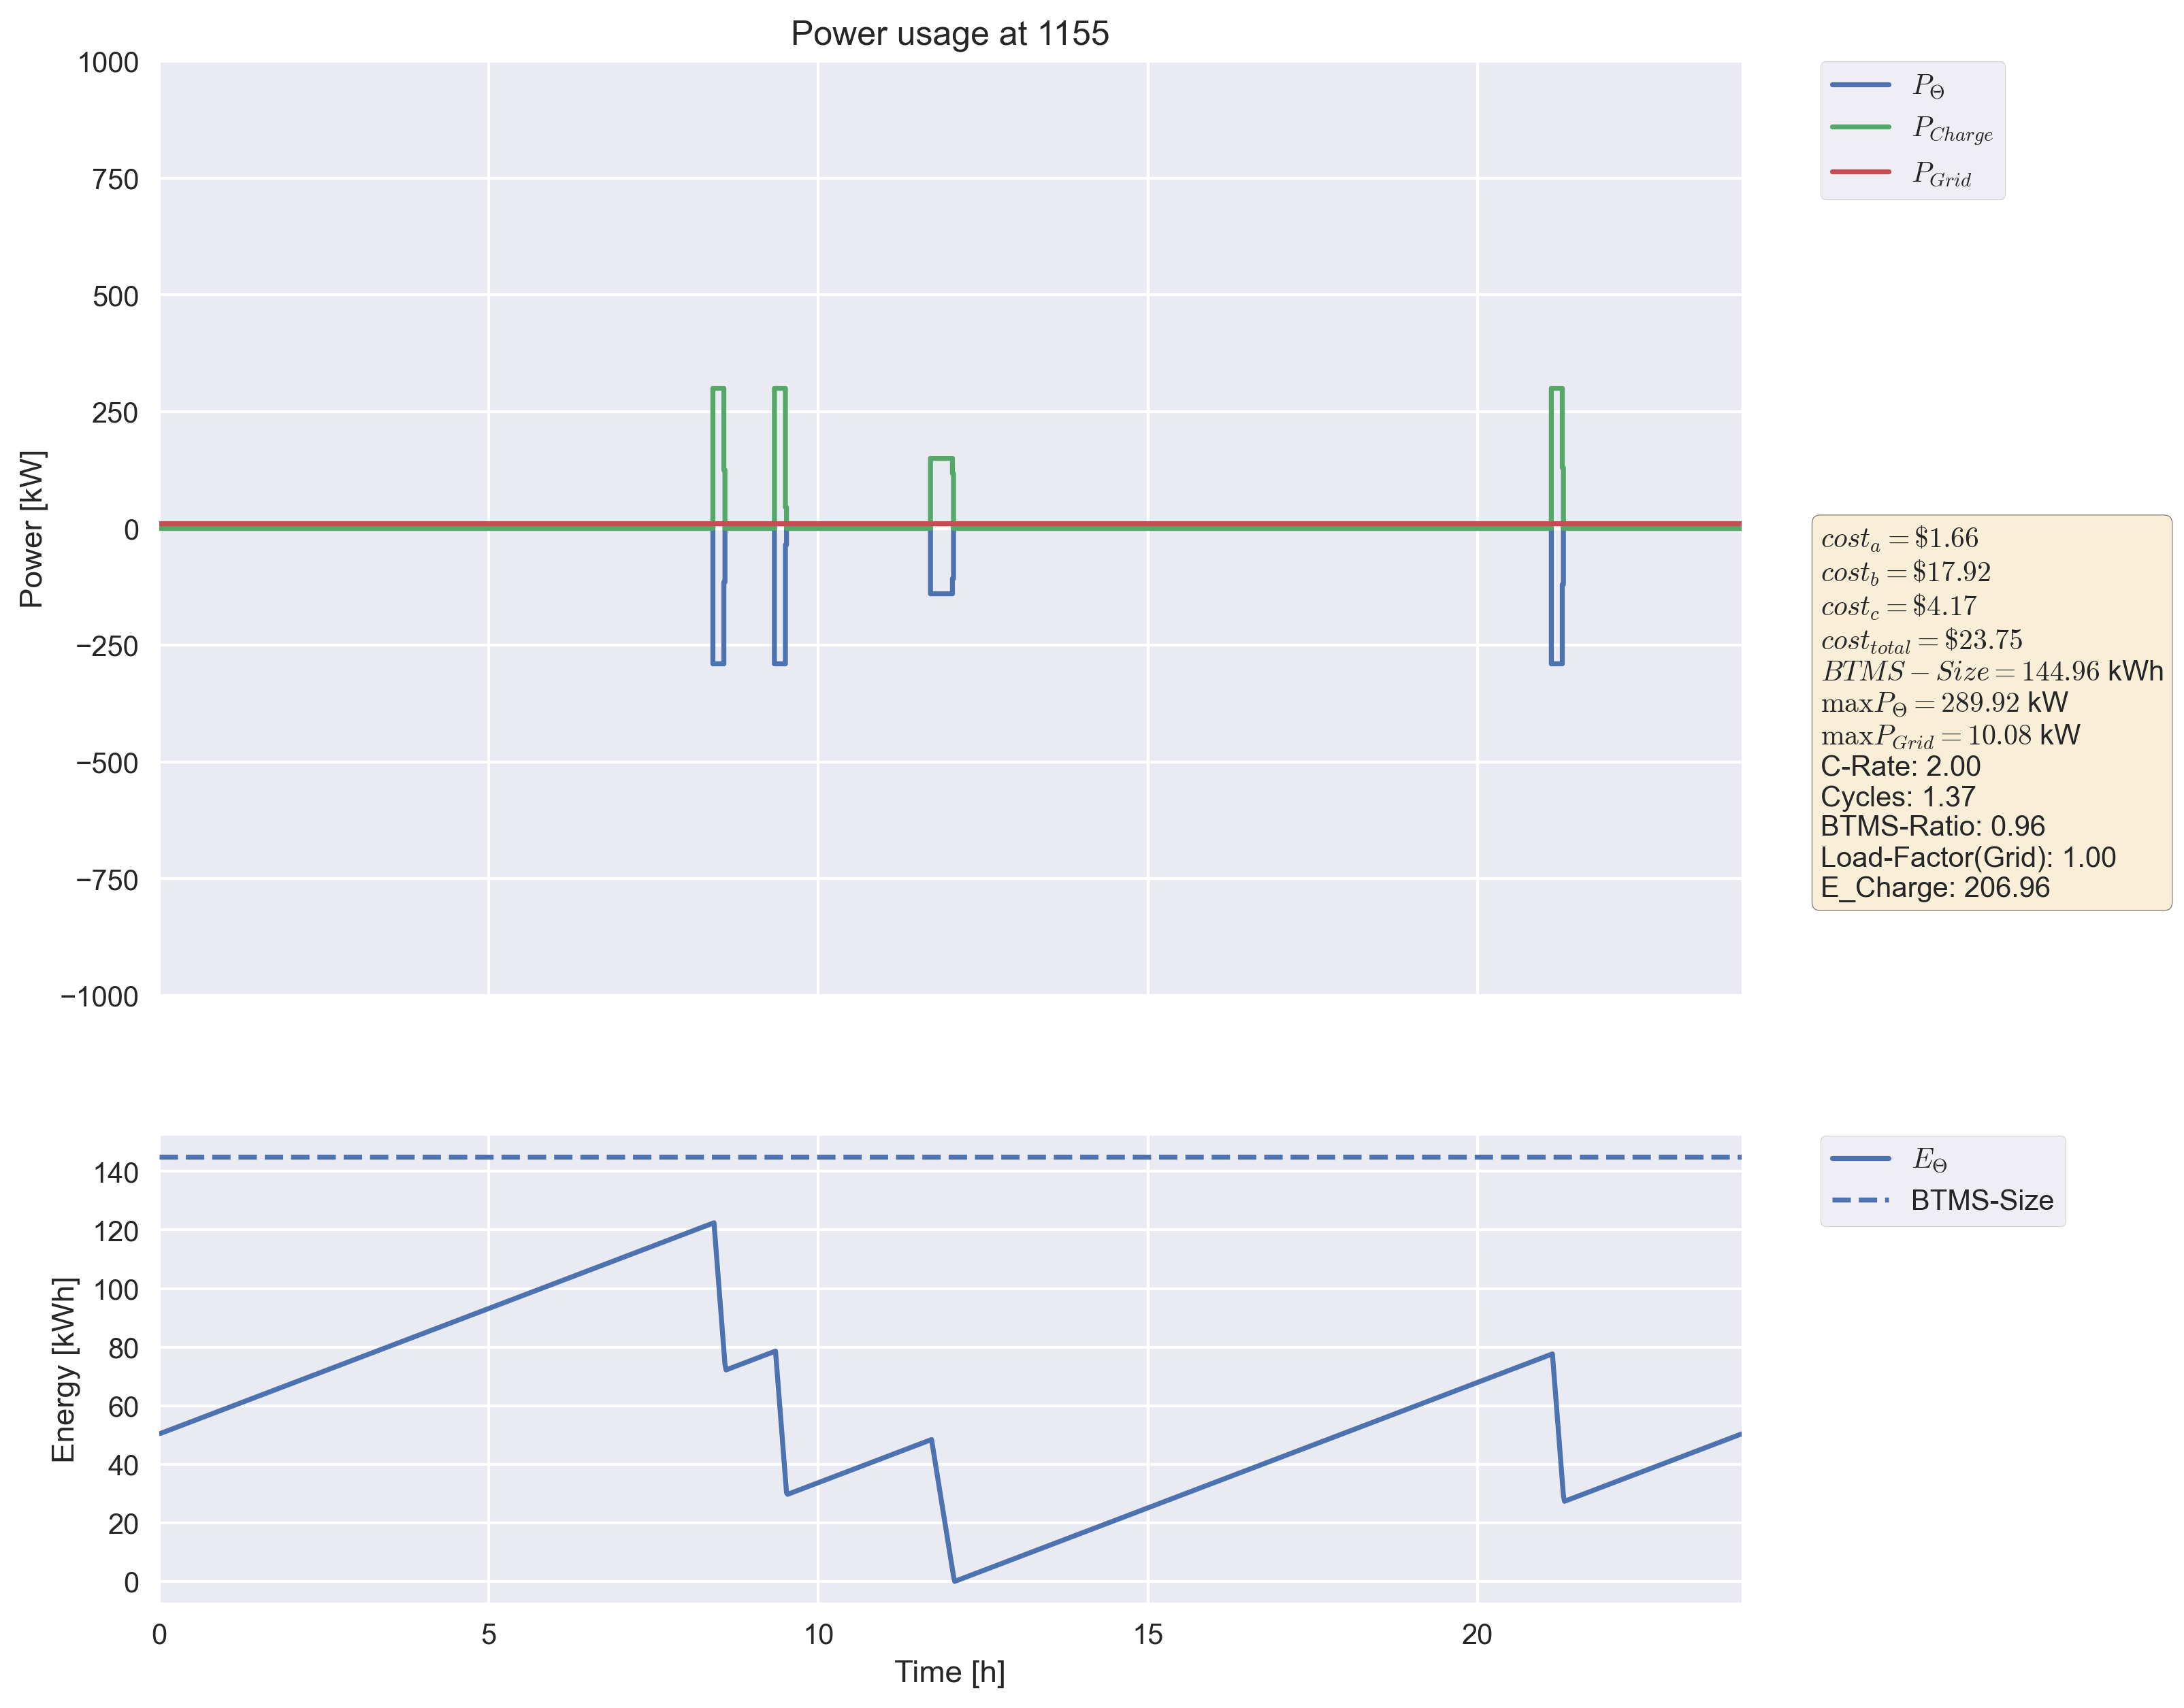 Power usage at 1155
1000
750
500
250
0
−250
−500
−750
−1000
Power [kW]
P_Θ
P_Charge
P_Grid
cost_a = $1.66
cost_b = $17.92
cost_c = $4.17
cost_total = $23.75
BTMS − Size = 144.96 kWh
maxP_Θ = 289.92 kW
maxP_Grid = 10.08 kW
C-Rate: 2.00
Cycles: 1.37
BTMS-Ratio: 0.96
Load-Factor(Grid): 1.00
E_Charge: 206.96
140
120
100
80
60
40
20
0
Energy [kWh]
E_Θ
BTMS-Size
0 5 10 15 20
Time [h]